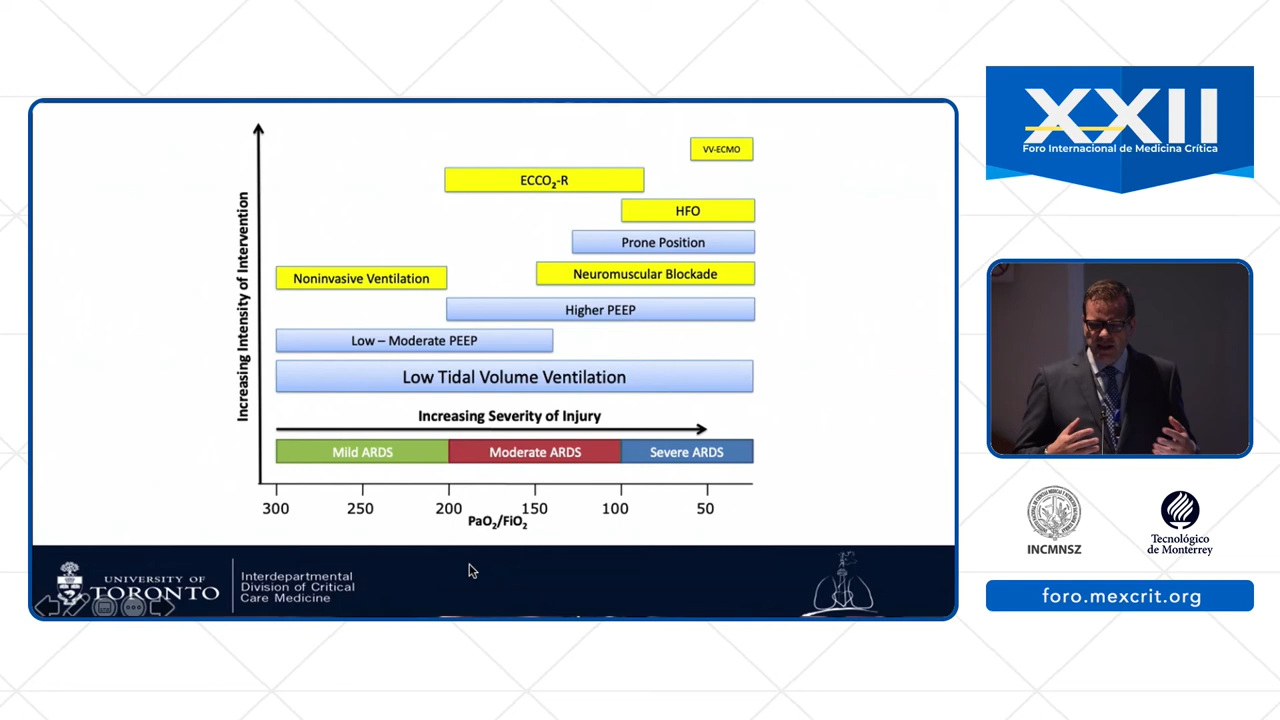 Increasing Intensity of Intervention
VV-ECMO
ECCO₂-R
HFO
Prone Position
Noninvasive Ventilation
Neuromuscular Blockade
Higher PEEP
Low – Moderate PEEP
Low Tidal Volume Ventilation
Increasing Severity of Injury
Mild ARDS
Moderate ARDS
Severe ARDS
300 250 200 150 100 50
PaO₂/FiO₂
UNIVERSITY OF
TORONTO
Interdepartmental
Division of Critical
Care Medicine
XXII
Foro Internacional de Medicina Crítica
INCMNSZ
Tecnológico
de Monterrey
foro.mexcrit.org